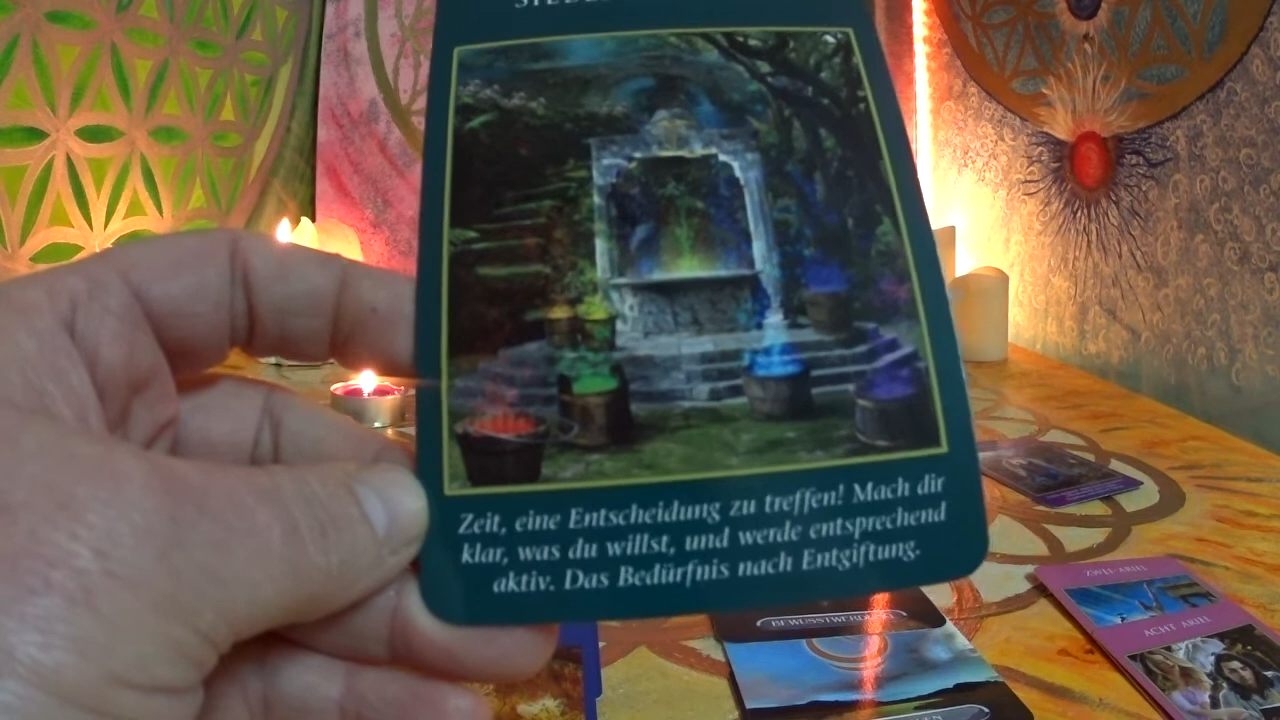 Zeit, eine Entscheidung zu treffen! Mach dir
klar, was du willst, und werde entsprechend
aktiv. Das Bedürfnis nach Entgiftung.
ZWEI ARIEL
ACHT ARIEL